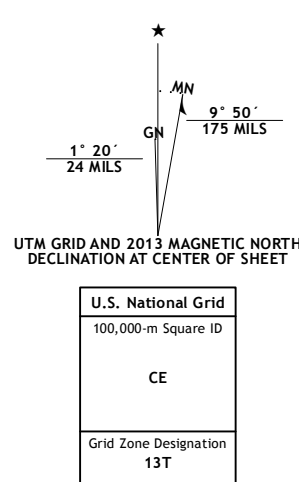 ★
MN
GN
9° 50´
175 MILS
1° 20´
24 MILS
UTM GRID AND 2013 MAGNETIC NORTH
DECLINATION AT CENTER OF SHEET
U.S. National Grid
100,000-m Square ID
CE
Grid Zone Designation
13T